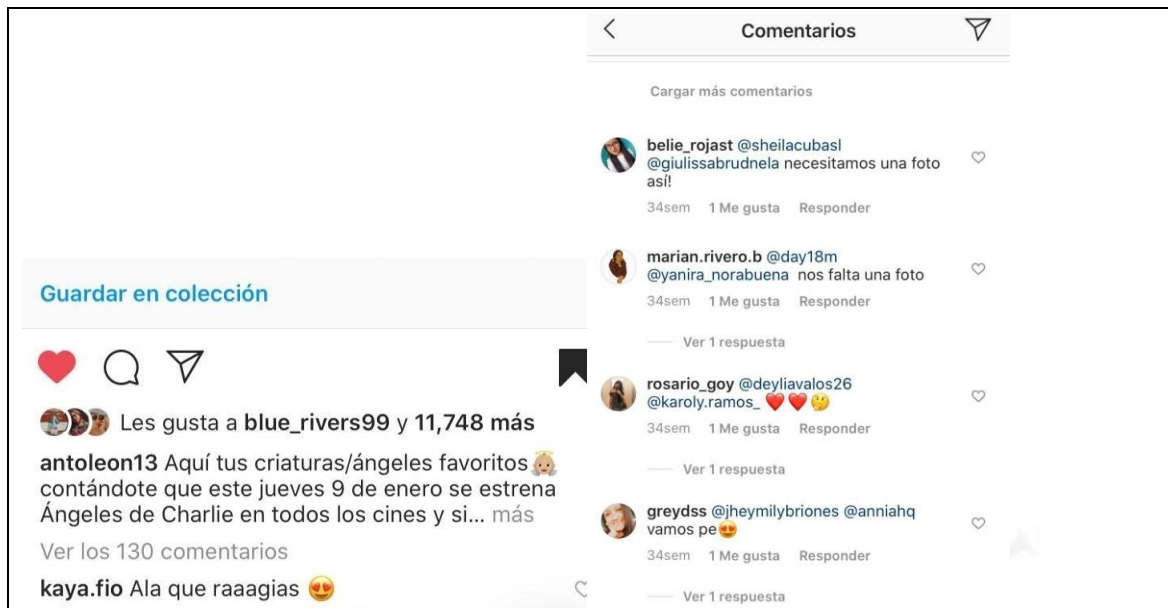 Guardar en colección
Les gusta a blue_rivers99 y 11,748 más
antoleon13 Aquí tus criaturas/ángeles favoritos👼🏼
contándote que este jueves 9 de enero se estrena
Ángeles de Charlie en todos los cines y si... más
Ver los 130 comentarios
kaya.fio Ala que raaagias 😍
Comentarios
Cargar más comentarios
belie_rojast @sheilacubasl
@giulissabrudnela necesitamos una foto
así!
34sem 1 Me gusta Responder
marian.rivero.b @day18m
@yanira_norabuena nos falta una foto
34sem 1 Me gusta Responder
Ver 1 respuesta
rosario_goy @deyliavalos26
@karoly.ramos_ ❤️❤️🤔
34sem 1 Me gusta Responder
Ver 1 respuesta
greydss @jheymilybriones @anniahq
vamos pe😍
34sem 1 Me gusta Responder
Ver 1 respuesta